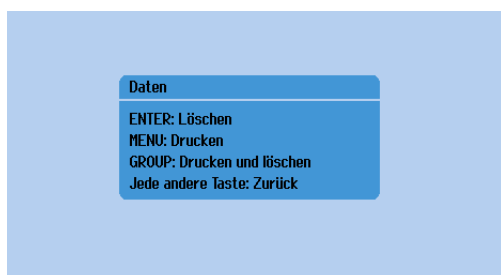 Daten
ENTER: Löschen
MENU: Drucken
GROUP: Drucken und löschen
Jede andere Taste: Zurück